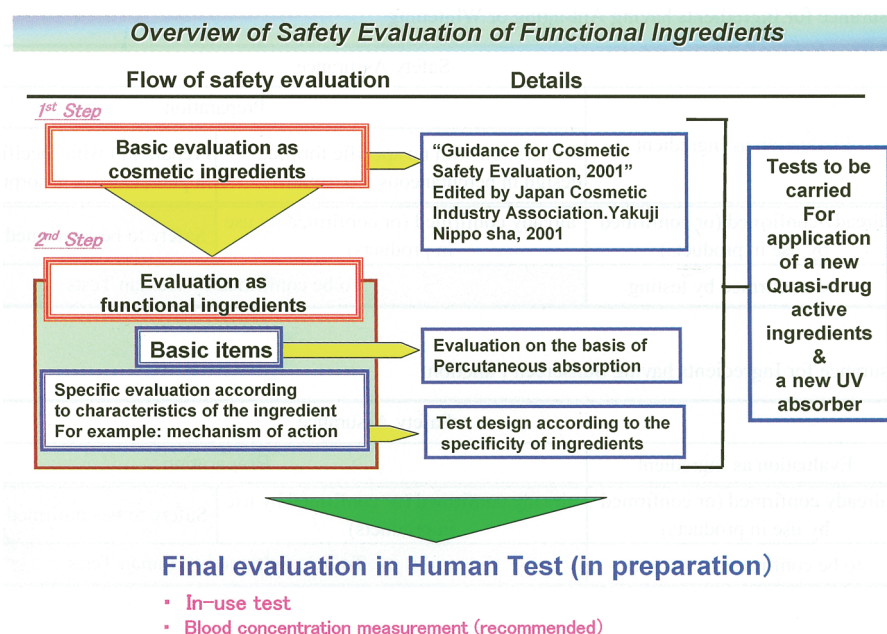 Overview of Safety Evaluation of Functional Ingredients
Flow of safety evaluation
Details
1st Step
Basic evaluation as
cosmetic ingredients
“Guidance for Cosmetic
Safety Evaluation, 2001”
Edited by Japan Cosmetic
Industry Association.Yakuji
Nippo sha, 2001
2nd Step
Evaluation as
functional ingredients
Basic items
Evaluation on the basis of
Percutaneous absorption
Specific evaluation according
to characteristics of the ingredient
For example: mechanism of action
Test design according to the
specificity of ingredients
Tests to be
carried
For
application
of a new
Quasi-drug
active
ingredients
&
a new UV
absorber
Final evaluation in Human Test (in preparation)
・ In-use test
・ Blood concentration measurement (recommended)